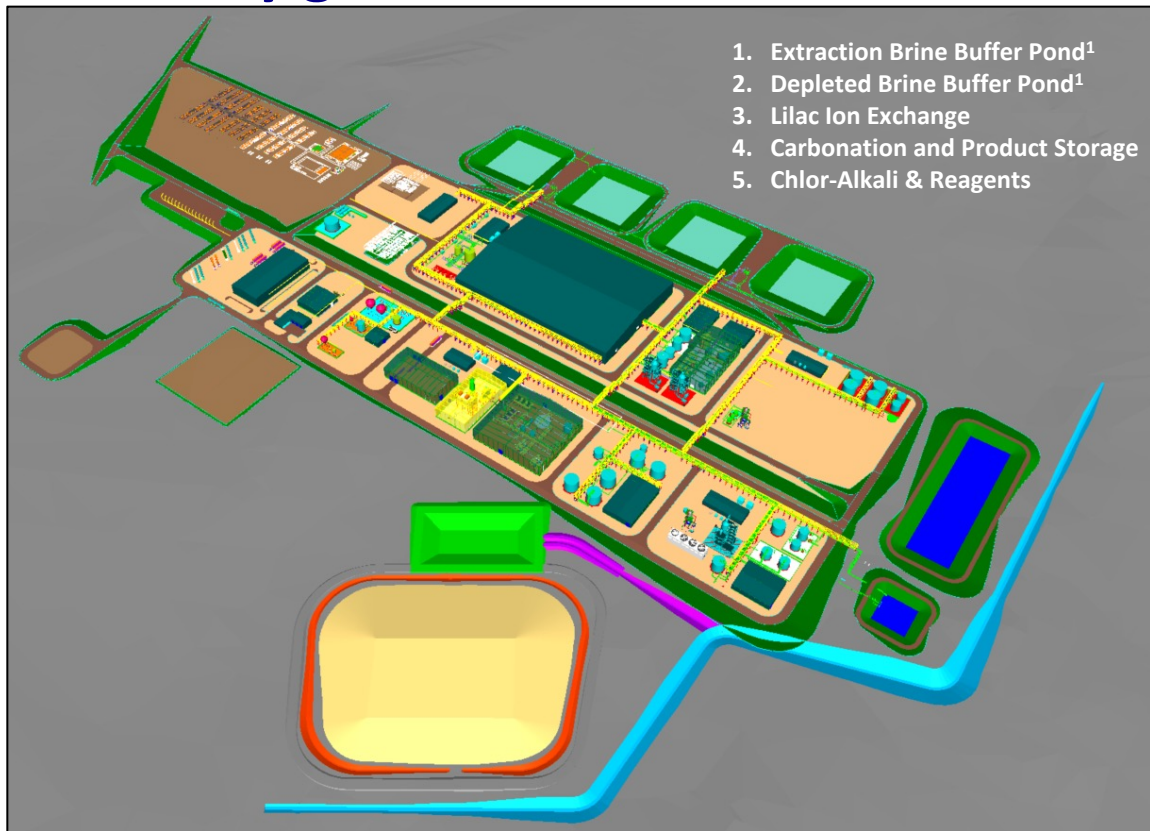 1. Extraction Brine Buffer Pond¹
2. Depleted Brine Buffer Pond¹
3. Lilac Ion Exchange
4. Carbonation and Product Storage
5. Chlor-Alkali & Reagents